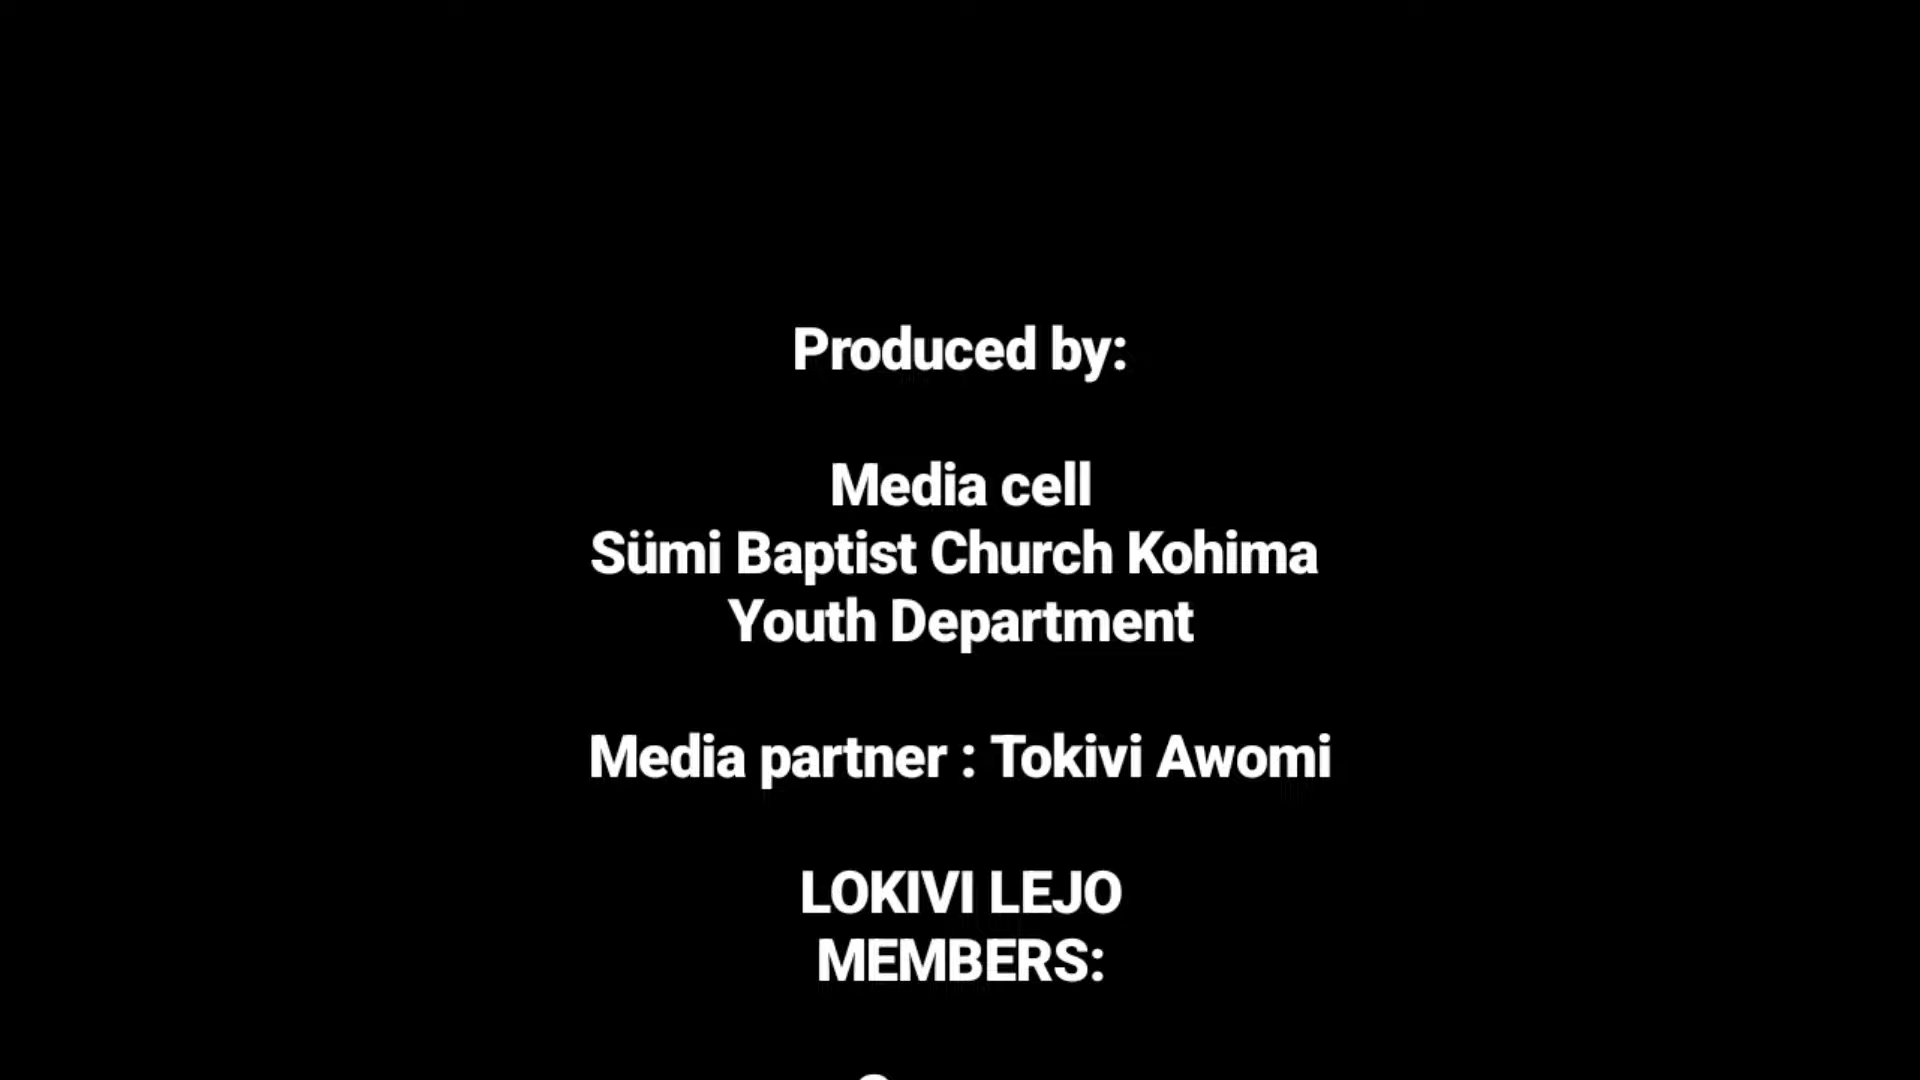 Produced by:
Media cell
Sümi Baptist Church Kohima
Youth Department
Media partner : Tokivi Awomi
LOKIVI LEJO
MEMBERS: